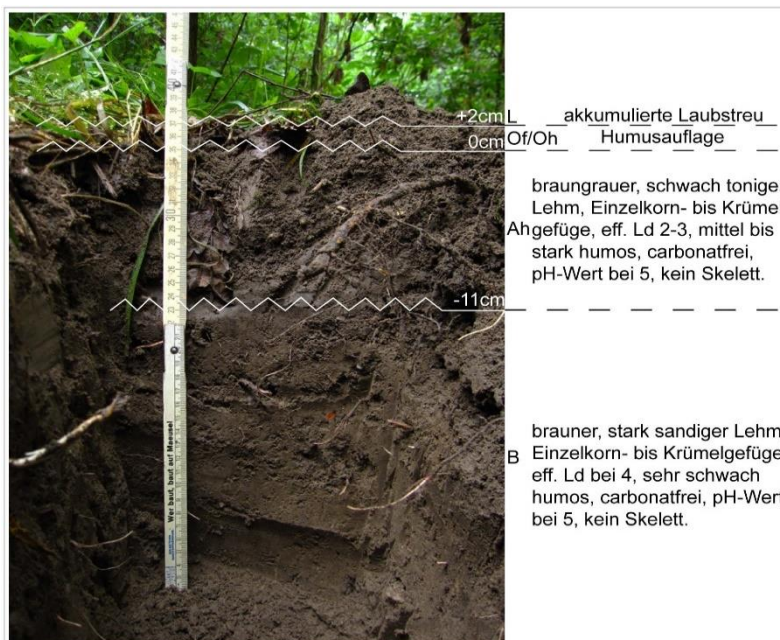 +2cm L akkumulierte Laubstreu
0cm Of/Oh Humusauflage
braungrauer, schwach tonige
Lehm, Einzelkorn- bis Krüme
Ah gefüge, eff. Ld 2-3, mittel bis
stark humos, carbonatfrei,
pH-Wert bei 5, kein Skelett.
-11cm
brauner, stark sandiger Lehm
Einzelkorn- bis Krümelgefüge
B eff. Ld bei 4, sehr schwach
humos, carbonatfrei, pH-Wert
bei 5, kein Skelett.
Wer baut, baut auf Maeusel